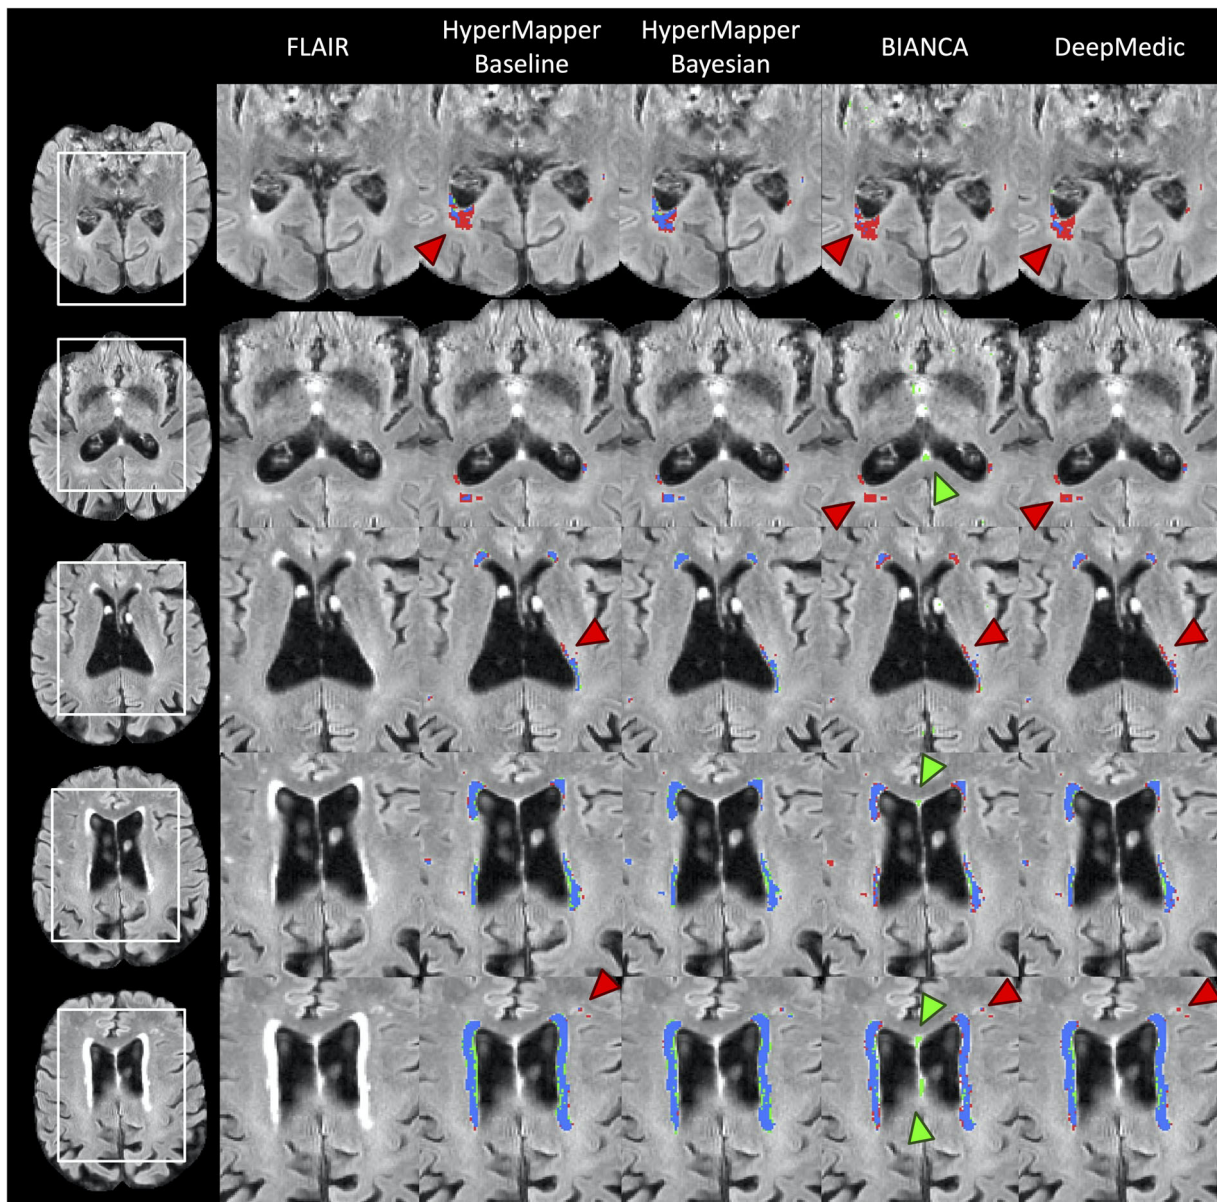 FLAIR
HyperMapper
Baseline
HyperMapper
Bayesian
BIANCA
DeepMedic